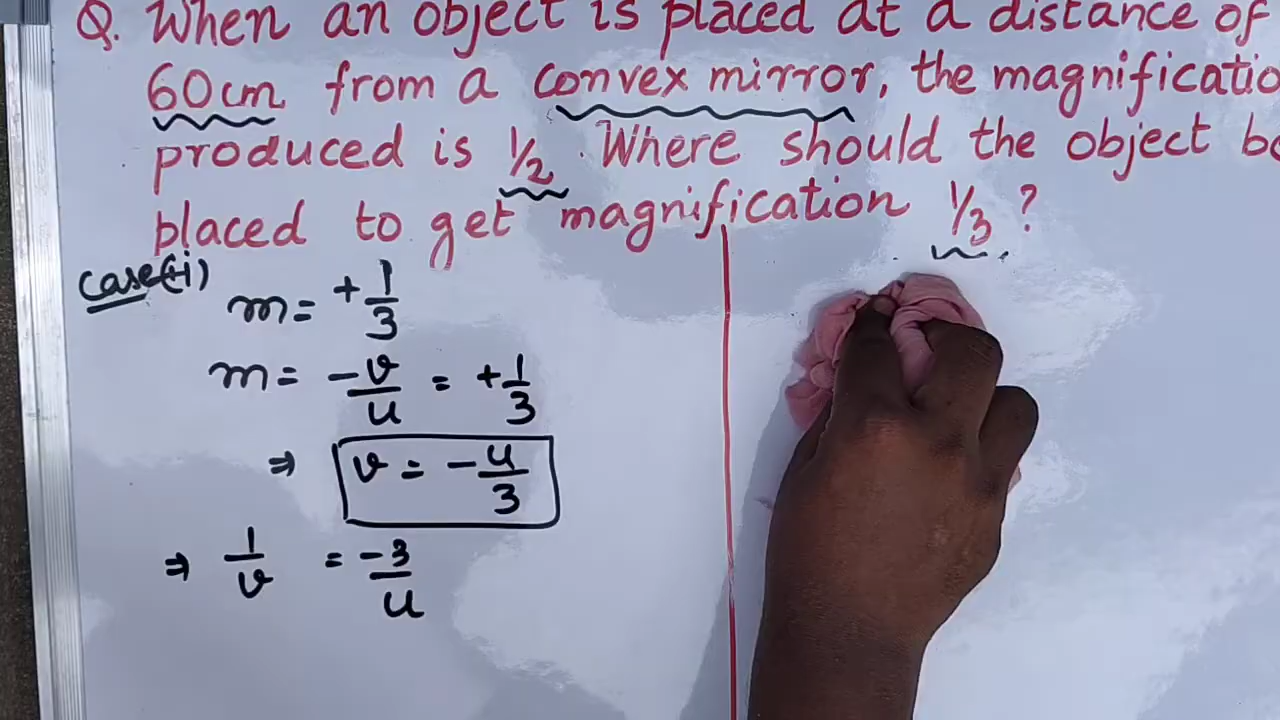 Q. When an object is placed at a distance of
60cm from a convex mirror, the magnificatio
produced is 1/2. Where should the object be
placed to get magnification 1/3 ?
case(ii)
m = +1/3
m = -v/u = +1/3
⇒ v = -u/3
⇒ 1/v = -3/u